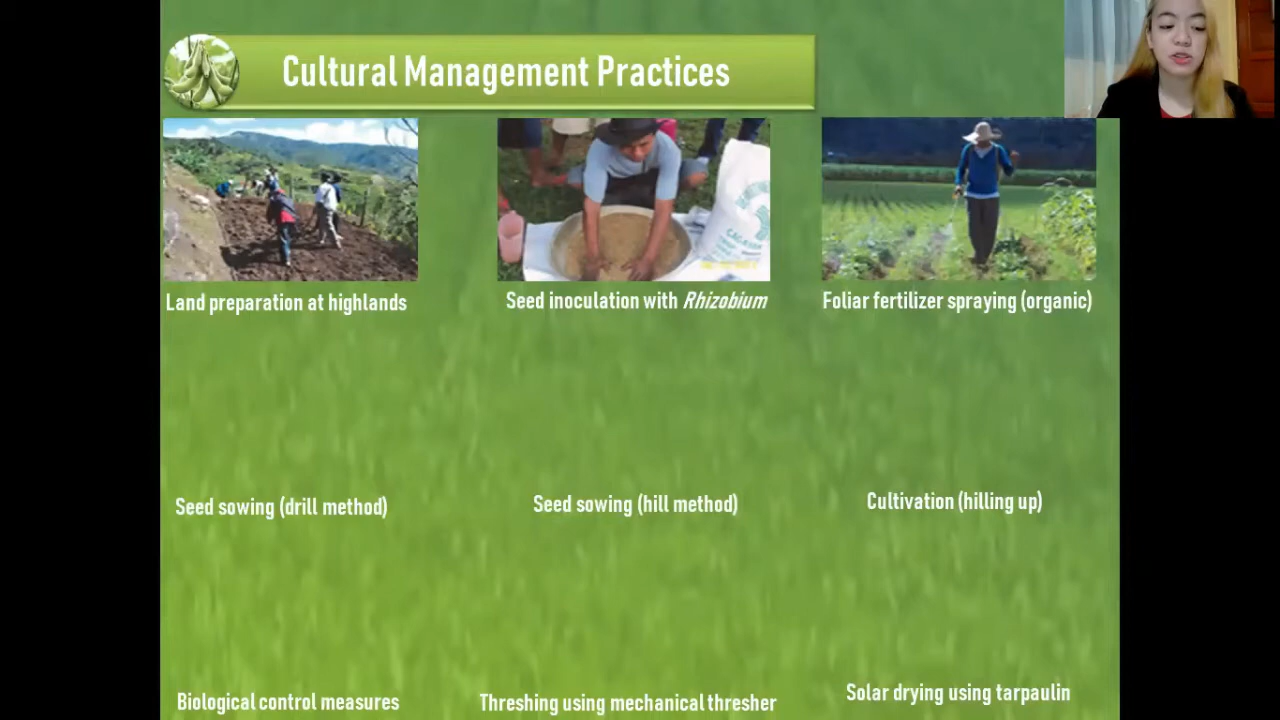 Cultural Management Practices
Land preparation at highlands
Seed inoculation with Rhizobium
Foliar fertilizer spraying (organic)
Seed sowing (drill method)
Seed sowing (hill method)
Cultivation (hilling up)
Biological control measures
Threshing using mechanical thresher
Solar drying using tarpaulin